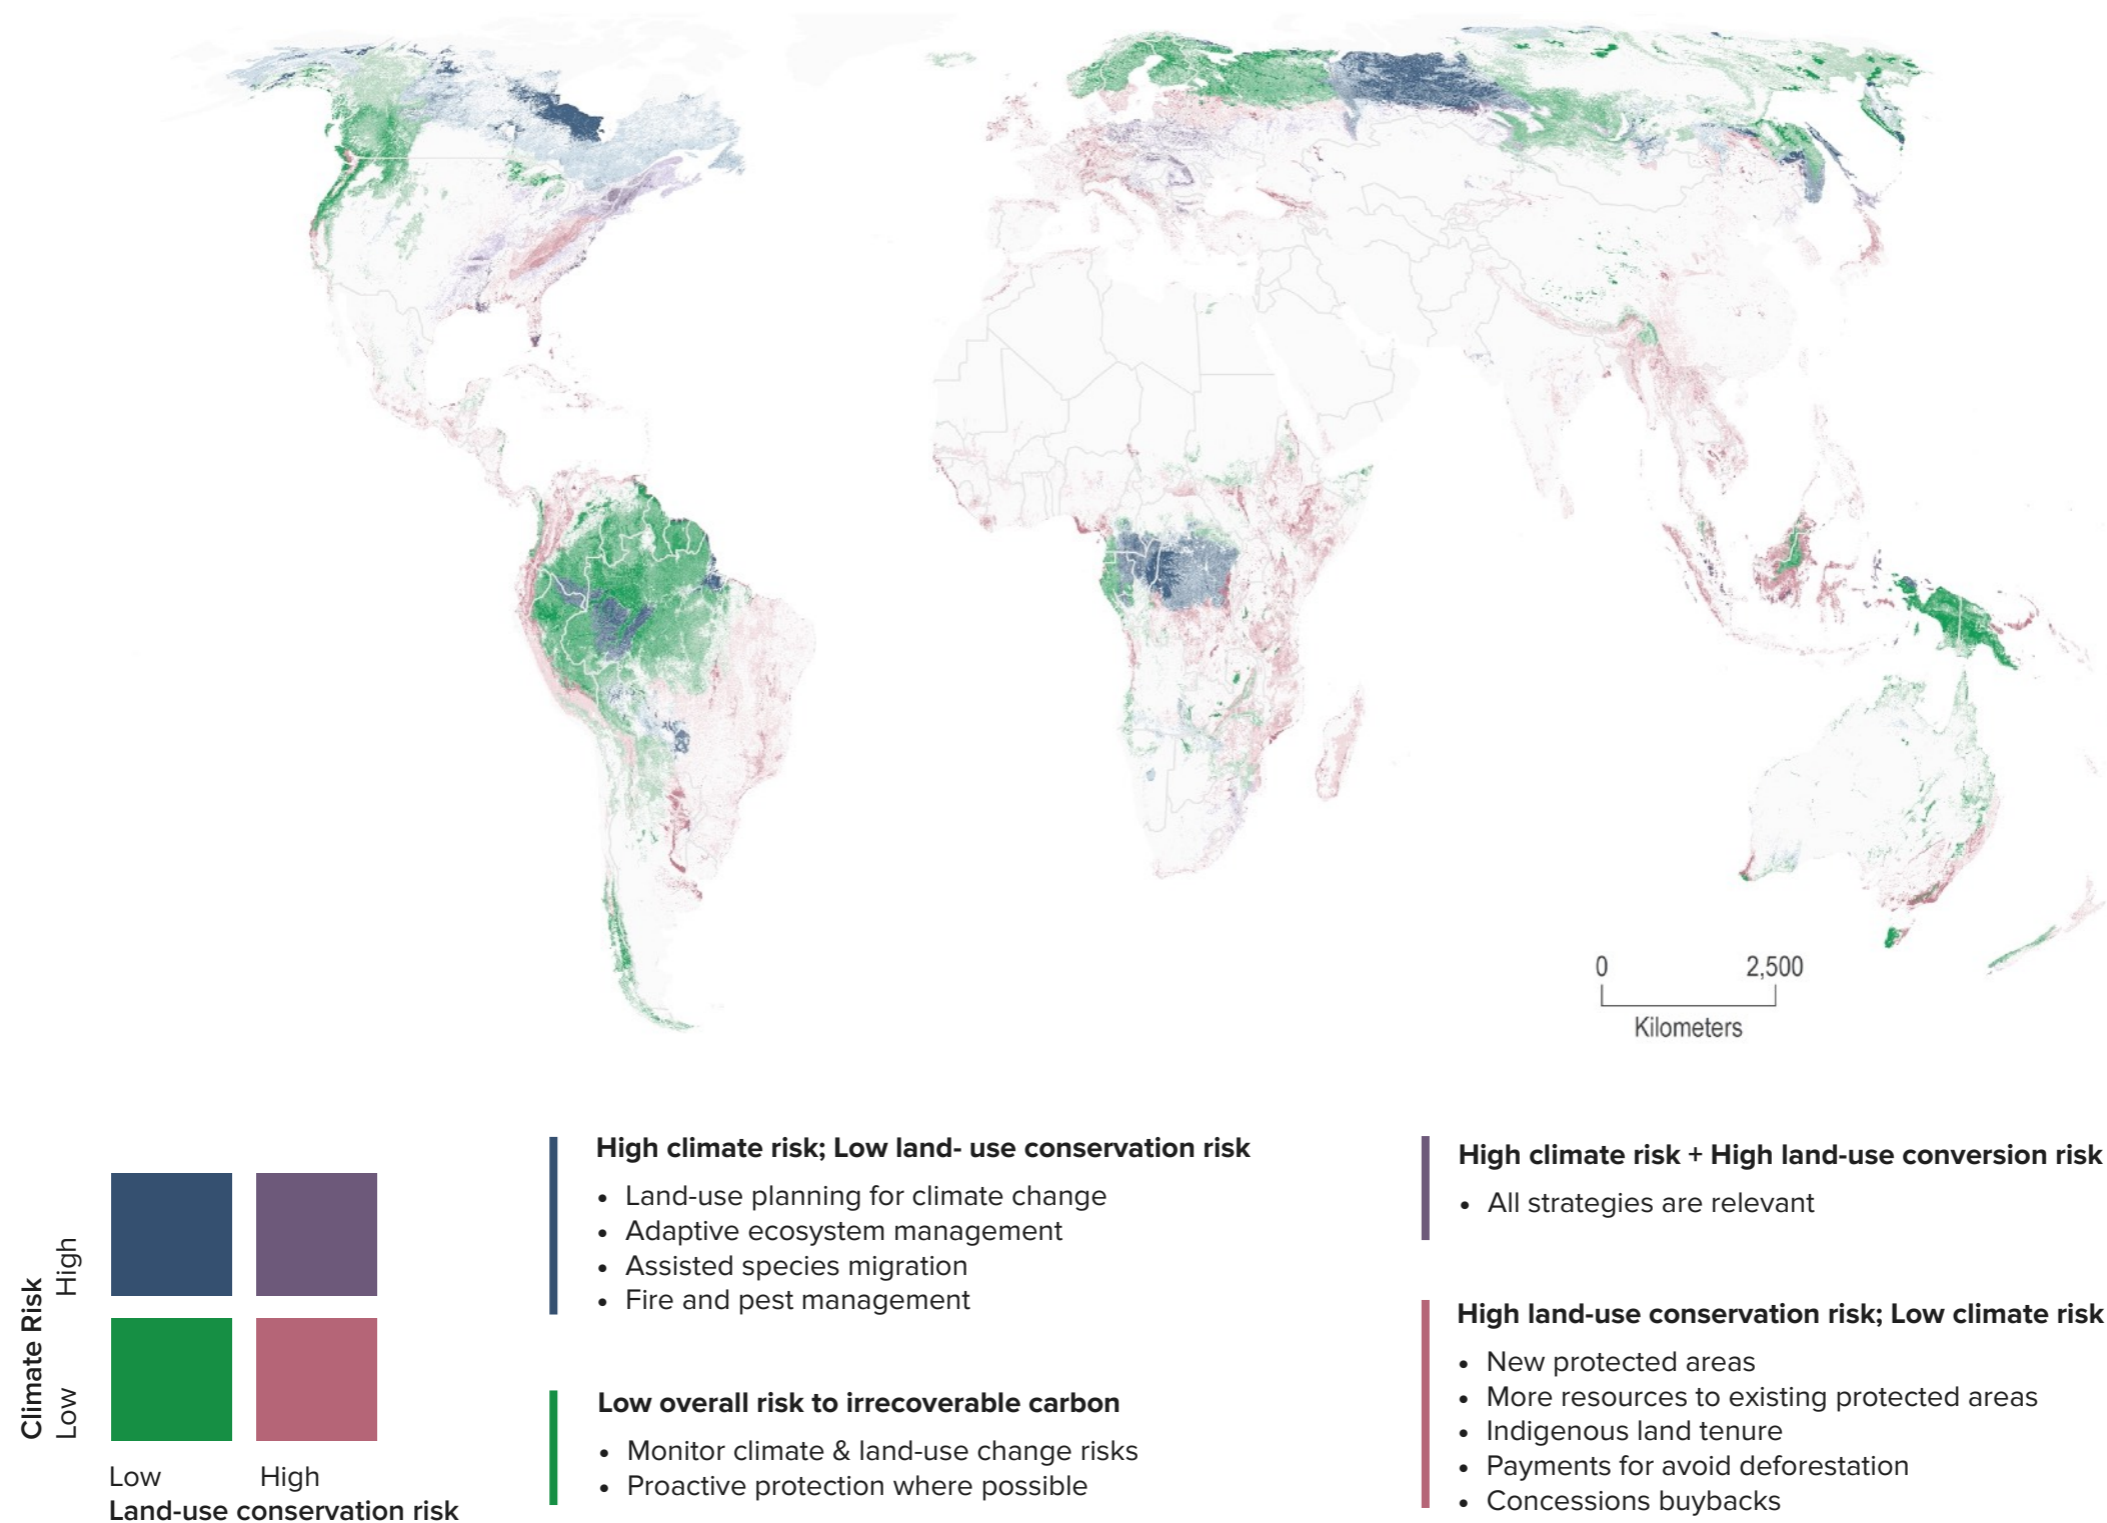 0 2,500
Kilometers
Climate Risk
High
Low
Low High
Land-use conservation risk
High climate risk; Low land- use conservation risk
• Land-use planning for climate change
• Adaptive ecosystem management
• Assisted species migration
• Fire and pest management
Low overall risk to irrecoverable carbon
• Monitor climate & land-use change risks
• Proactive protection where possible
High climate risk + High land-use conversion risk
• All strategies are relevant
High land-use conservation risk; Low climate risk
• New protected areas
• More resources to existing protected areas
• Indigenous land tenure
• Payments for avoid deforestation
• Concessions buybacks